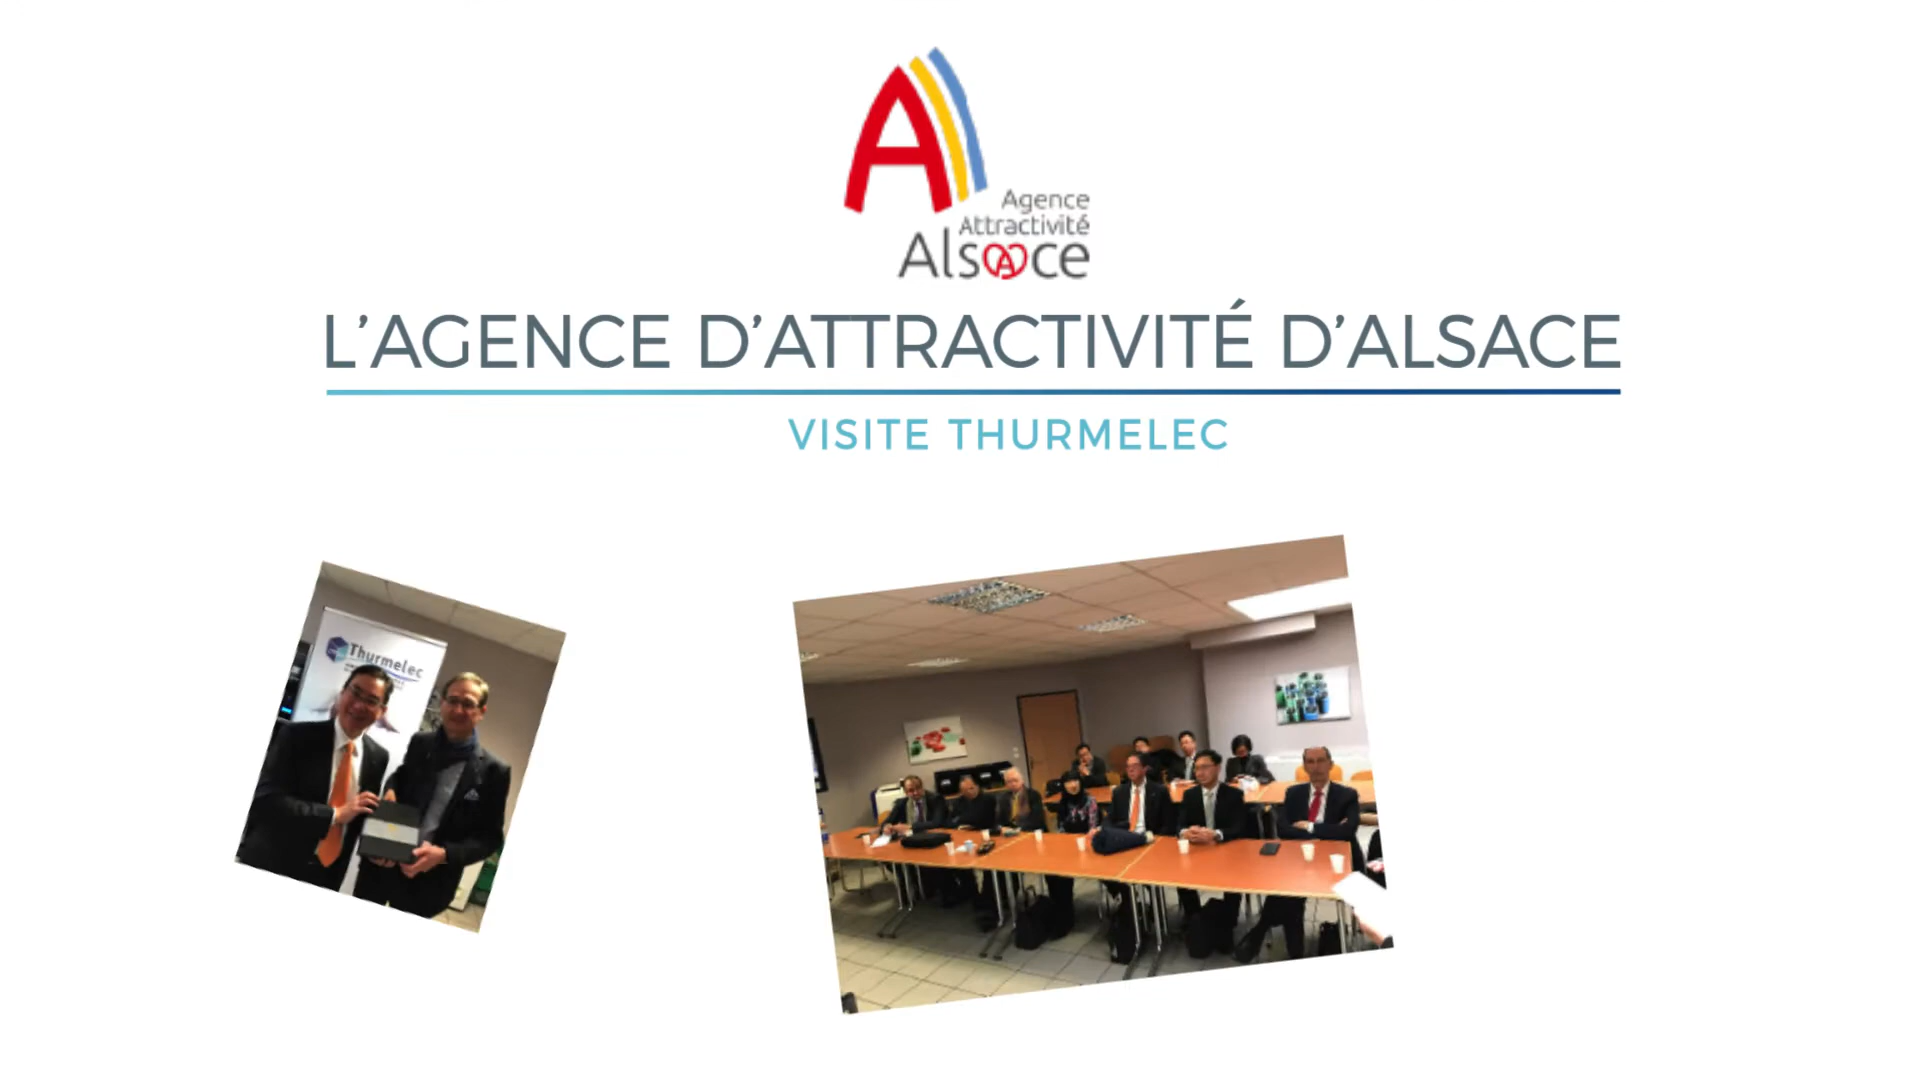 Agence
Attractivité
Alsace
L’AGENCE D’ATTRACTIVITÉ D’ALSACE
VISITE THURMELEC
Thurmelec